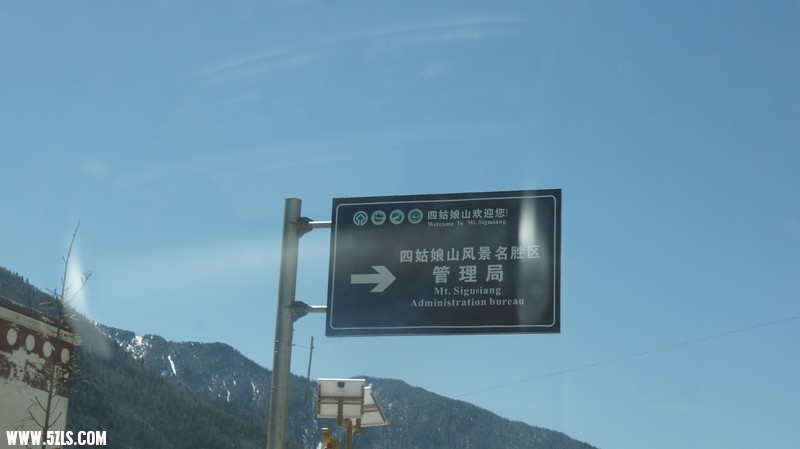 四姑娘山欢迎您!
Welcome To Mt. Siguniang
四姑娘山风景名胜区
管理局
Mt. Siguniang
Administration bureau
WWW.5ZLS.COM